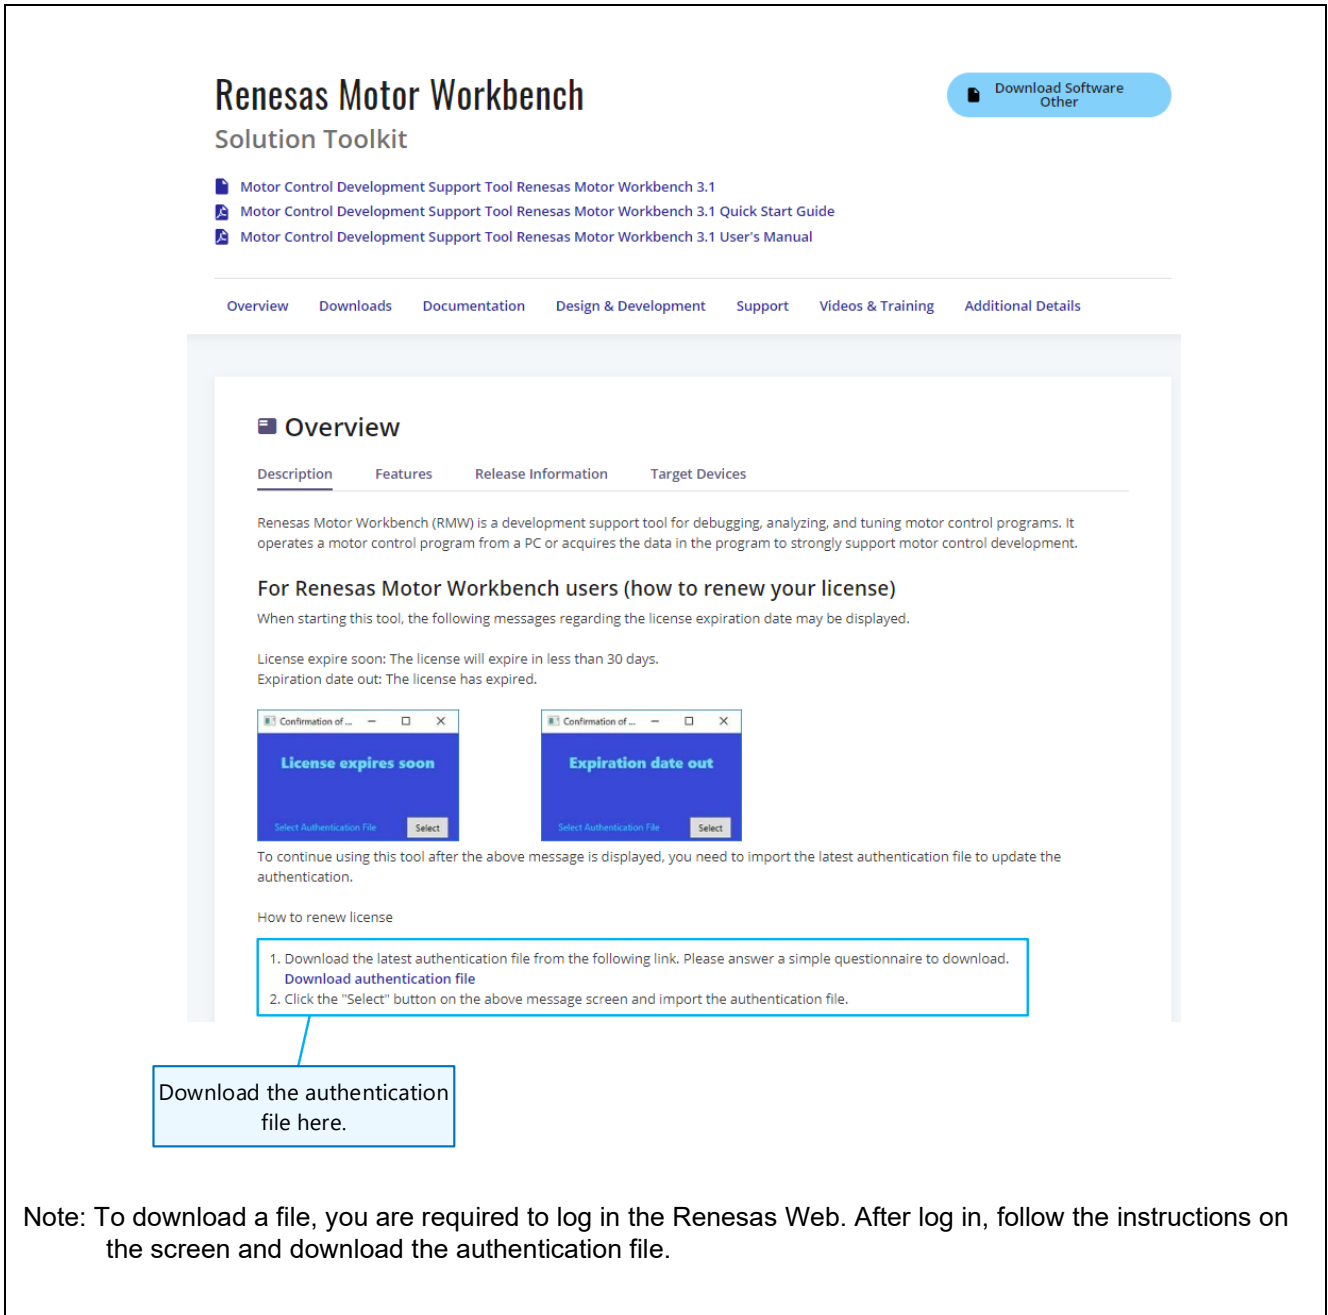 Renesas Motor Workbench
Download Software
Other
Solution Toolkit
Motor Control Development Support Tool Renesas Motor Workbench 3.1
Motor Control Development Support Tool Renesas Motor Workbench 3.1 Quick Start Guide
Motor Control Development Support Tool Renesas Motor Workbench 3.1 User's Manual
Overview Downloads Documentation Design & Development Support Videos & Training Additional Details
Overview
Description Features Release Information Target Devices
Renesas Motor Workbench (RMW) is a development support tool for debugging, analyzing, and tuning motor control programs. It
operates a motor control program from a PC or acquires the data in the program to strongly support motor control development.
For Renesas Motor Workbench users (how to renew your license)
When starting this tool, the following messages regarding the license expiration date may be displayed.
License expire soon: The license will expire in less than 30 days.
Expiration date out: The license has expired.
Confirmation of ... Confirmation of ...
License expires soon Expiration date out
Select Authentication File Select Select Authentication File Select
To continue using this tool after the above message is displayed, you need to import the latest authentication file to update the
authentication.
How to renew license
1. Download the latest authentication file from the following link. Please answer a simple questionnaire to download.
Download authentication file
2. Click the "Select" button on the above message screen and import the authentication file.
Download the authentication
file here.
Note: To download a file, you are required to log in the Renesas Web. After log in, follow the instructions on
the screen and download the authentication file.